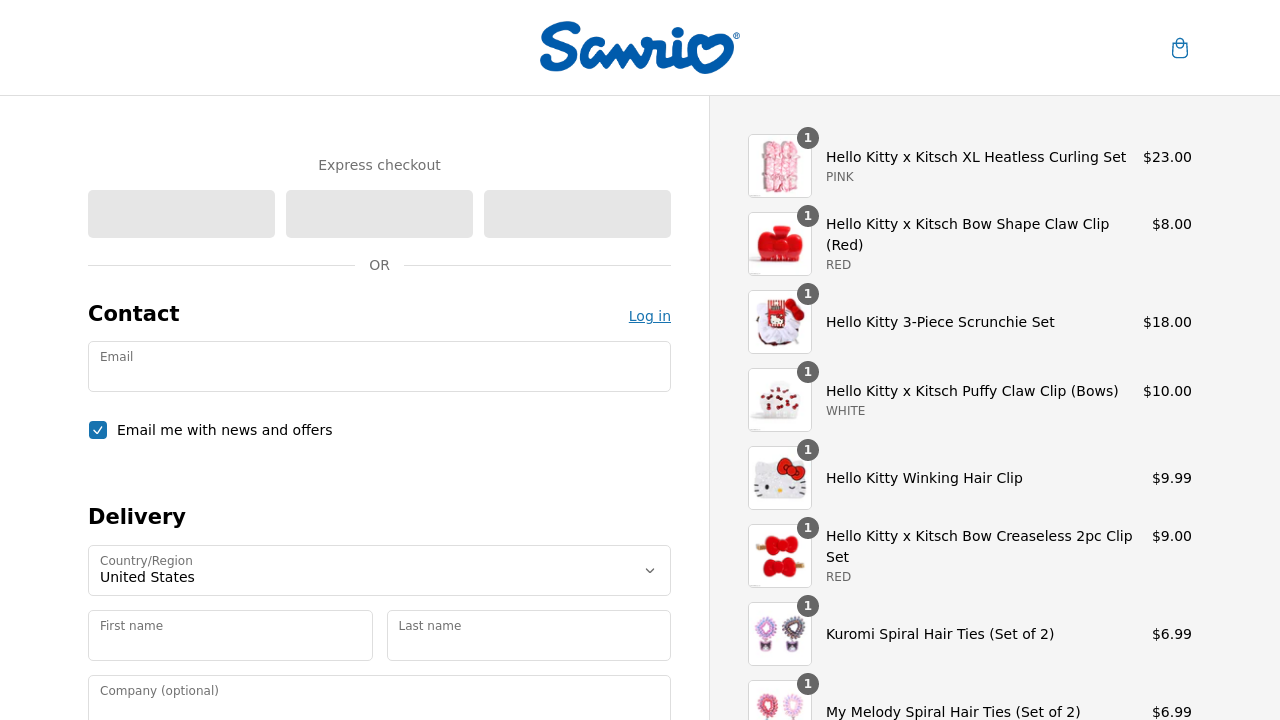 Sanrio®
Express checkout
OR
Contact
Log in
Email
Email me with news and offers
Delivery
Country/Region
United States
First name
Last name
Company (optional)
1
Hello Kitty x Kitsch XL Heatless Curling Set
$23.00
PINK
1
Hello Kitty x Kitsch Bow Shape Claw Clip
(Red)
$8.00
RED
1
Hello Kitty 3-Piece Scrunchie Set
$18.00
1
Hello Kitty x Kitsch Puffy Claw Clip (Bows)
$10.00
WHITE
1
Hello Kitty Winking Hair Clip
$9.99
1
Hello Kitty x Kitsch Bow Creaseless 2pc Clip
Set
$9.00
RED
1
Kuromi Spiral Hair Ties (Set of 2)
$6.99
1
My Melody Spiral Hair Ties (Set of 2)
$6.99